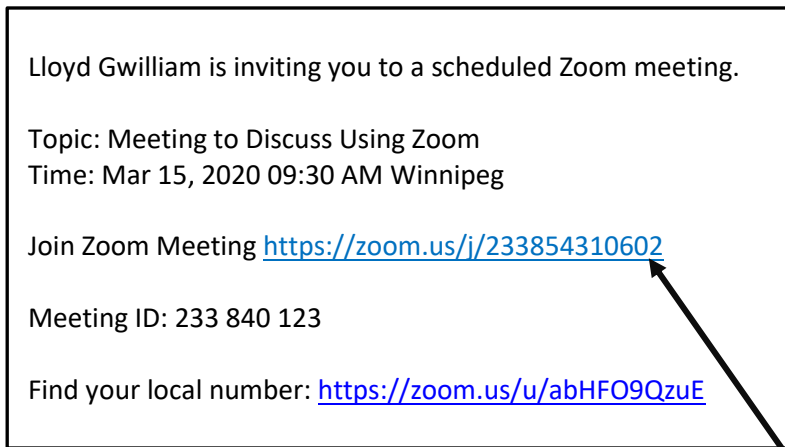 Lloyd Gwilliam is inviting you to a scheduled Zoom meeting.
Topic: Meeting to Discuss Using Zoom
Time: Mar 15, 2020 09:30 AM Winnipeg
Join Zoom Meeting https://zoom.us/j/233854310602
Meeting ID: 233 840 123
Find your local number: https://zoom.us/u/abHFO9QzuE